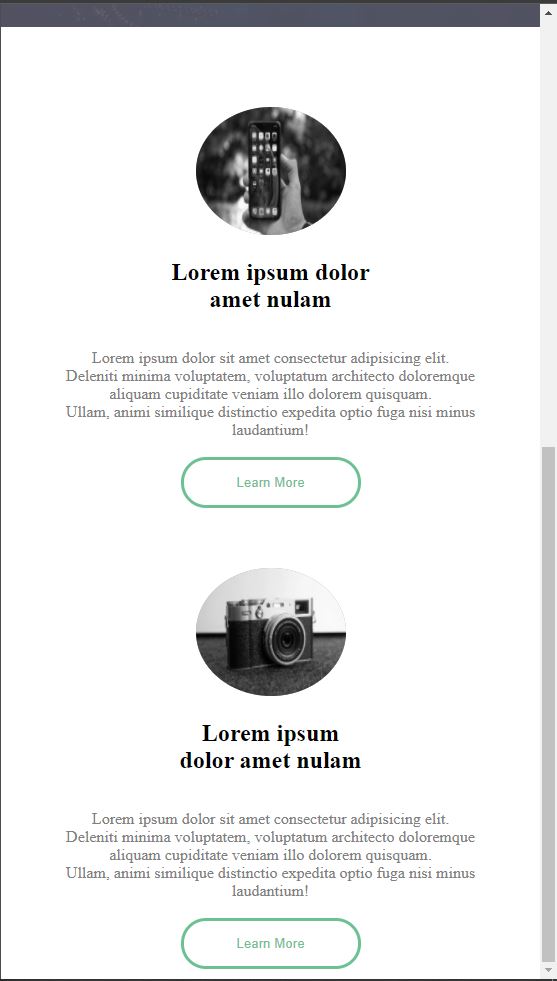 Lorem ipsum dolor
amet nulam
Lorem ipsum dolor sit amet consectetur adipisicing elit.
Deleniti minima voluptatem, voluptatum architecto doloremque
aliquam cupiditate veniam illo dolorem quisquam.
Ullam, animi similique distinctio expedita optio fuga nisi minus
laudantium!
Learn More
Lorem ipsum
dolor amet nulam
Lorem ipsum dolor sit amet consectetur adipisicing elit.
Deleniti minima voluptatem, voluptatum architecto doloremque
aliquam cupiditate veniam illo dolorem quisquam.
Ullam, animi similique distinctio expedita optio fuga nisi minus
laudantium!
Learn More